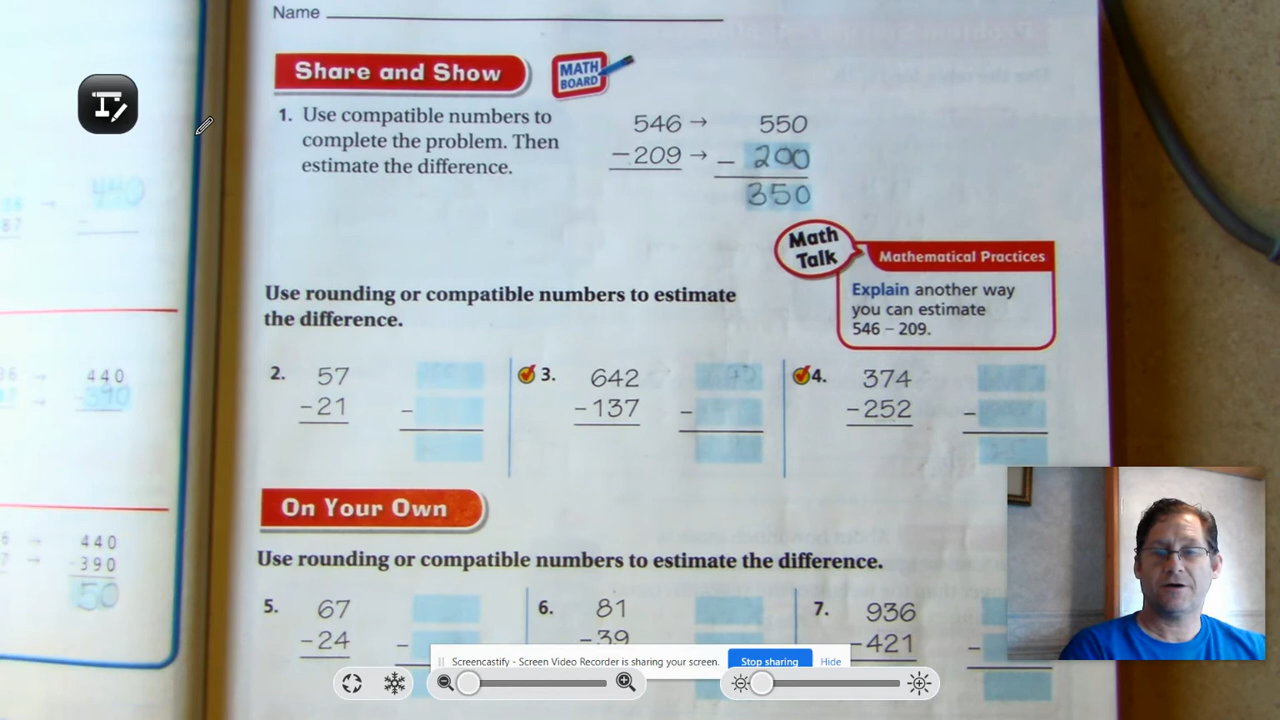 Name
Share and Show
MATH
BOARD
1. Use compatible numbers to
complete the problem. Then
estimate the difference.
546 → 550
−209 → − 200
350
Math
Talk
Mathematical Practices
Explain another way
you can estimate
546 − 209.
Use rounding or compatible numbers to estimate
the difference.
2. 57
−21 −
3. 642
−137 −
4. 374
−252 −
On Your Own
Use rounding or compatible numbers to estimate the difference.
5. 67
−24 −
6. 81
−39
7. 936
−421 −
440
87 −
440
-390
440
-390
50
Screencastify - Screen Video Recorder is sharing your screen.
Stop sharing
Hide